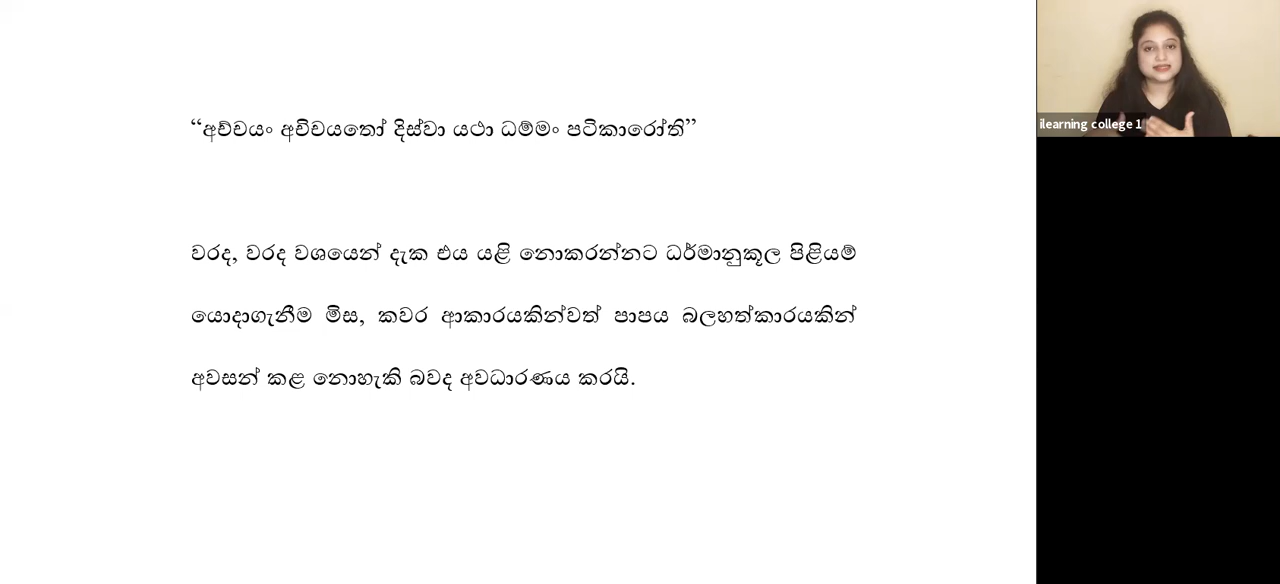 “අච්චයං අච්චයතෝ දිස්වා යථා ධම්මං පටිකාරෝති”
වරද, වරද වශයෙන් දැක එය යළි නොකරන්නට ධර්මානුකූල පිළියම්
යොදාගැනීම මිස, කවර ආකාරයකින්වත් පාපය බලහත්කාරයකින්
අවසන් කළ නොහැකි බවද අවධාරණය කරයි.
ilearning college 1